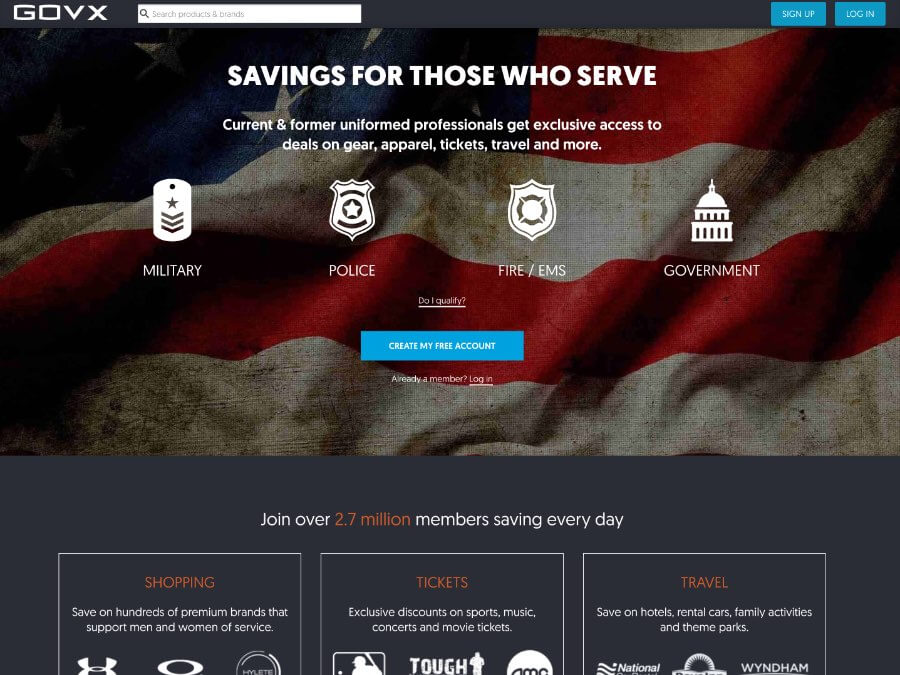 GOVX
Search products & brands
SIGN UP
LOG IN
SAVINGS FOR THOSE WHO SERVE
Current & former uniformed professionals get exclusive access to
deals on gear, apparel, tickets, travel and more.
MILITARY
POLICE
FIRE / EMS
GOVERNMENT
Do I qualify?
CREATE MY FREE ACCOUNT
Already a member? Log in
Join over 2.7 million members saving every day
SHOPPING
Save on hundreds of premium brands that
support men and women of service.
HYLETE
TICKETS
Exclusive discounts on sports, music,
concerts and movie tickets.
TOUGH
amc
TRAVEL
Save on hotels, rental cars, family activities
and theme parks.
National
WYNDHAM